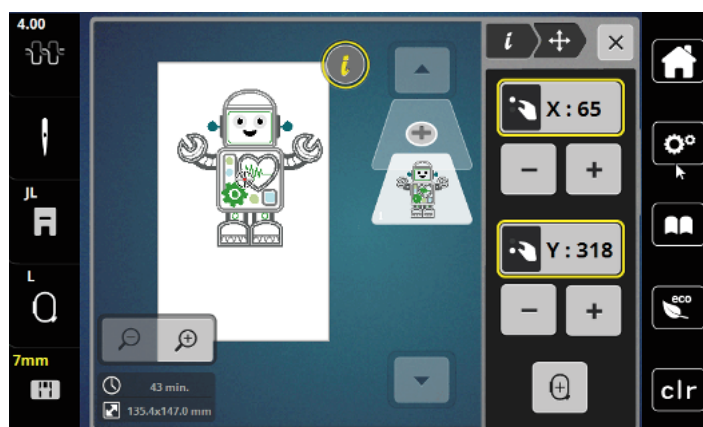 4.00
i
i
X : 65
JL
Y : 318
L
eco
7mm
43 min.
135.4x147.0 mm
clr